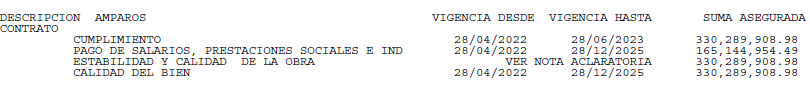 DESCRIPCION AMPAROS VIGENCIA DESDE VIGENCIA HASTA SUMA ASEGURADA
CONTRATO
CUMPLIMIENTO 28/04/2022 28/06/2023 330,289,908.98
PAGO DE SALARIOS, PRESTACIONES SOCIALES E IND 28/04/2022 28/12/2025 165,144,954.49
ESTABILIDAD Y CALIDAD DE LA OBRA VER NOTA ACLARATORIA 330,289,908.98
CALIDAD DEL BIEN 28/04/2022 28/12/2025 330,289,908.98